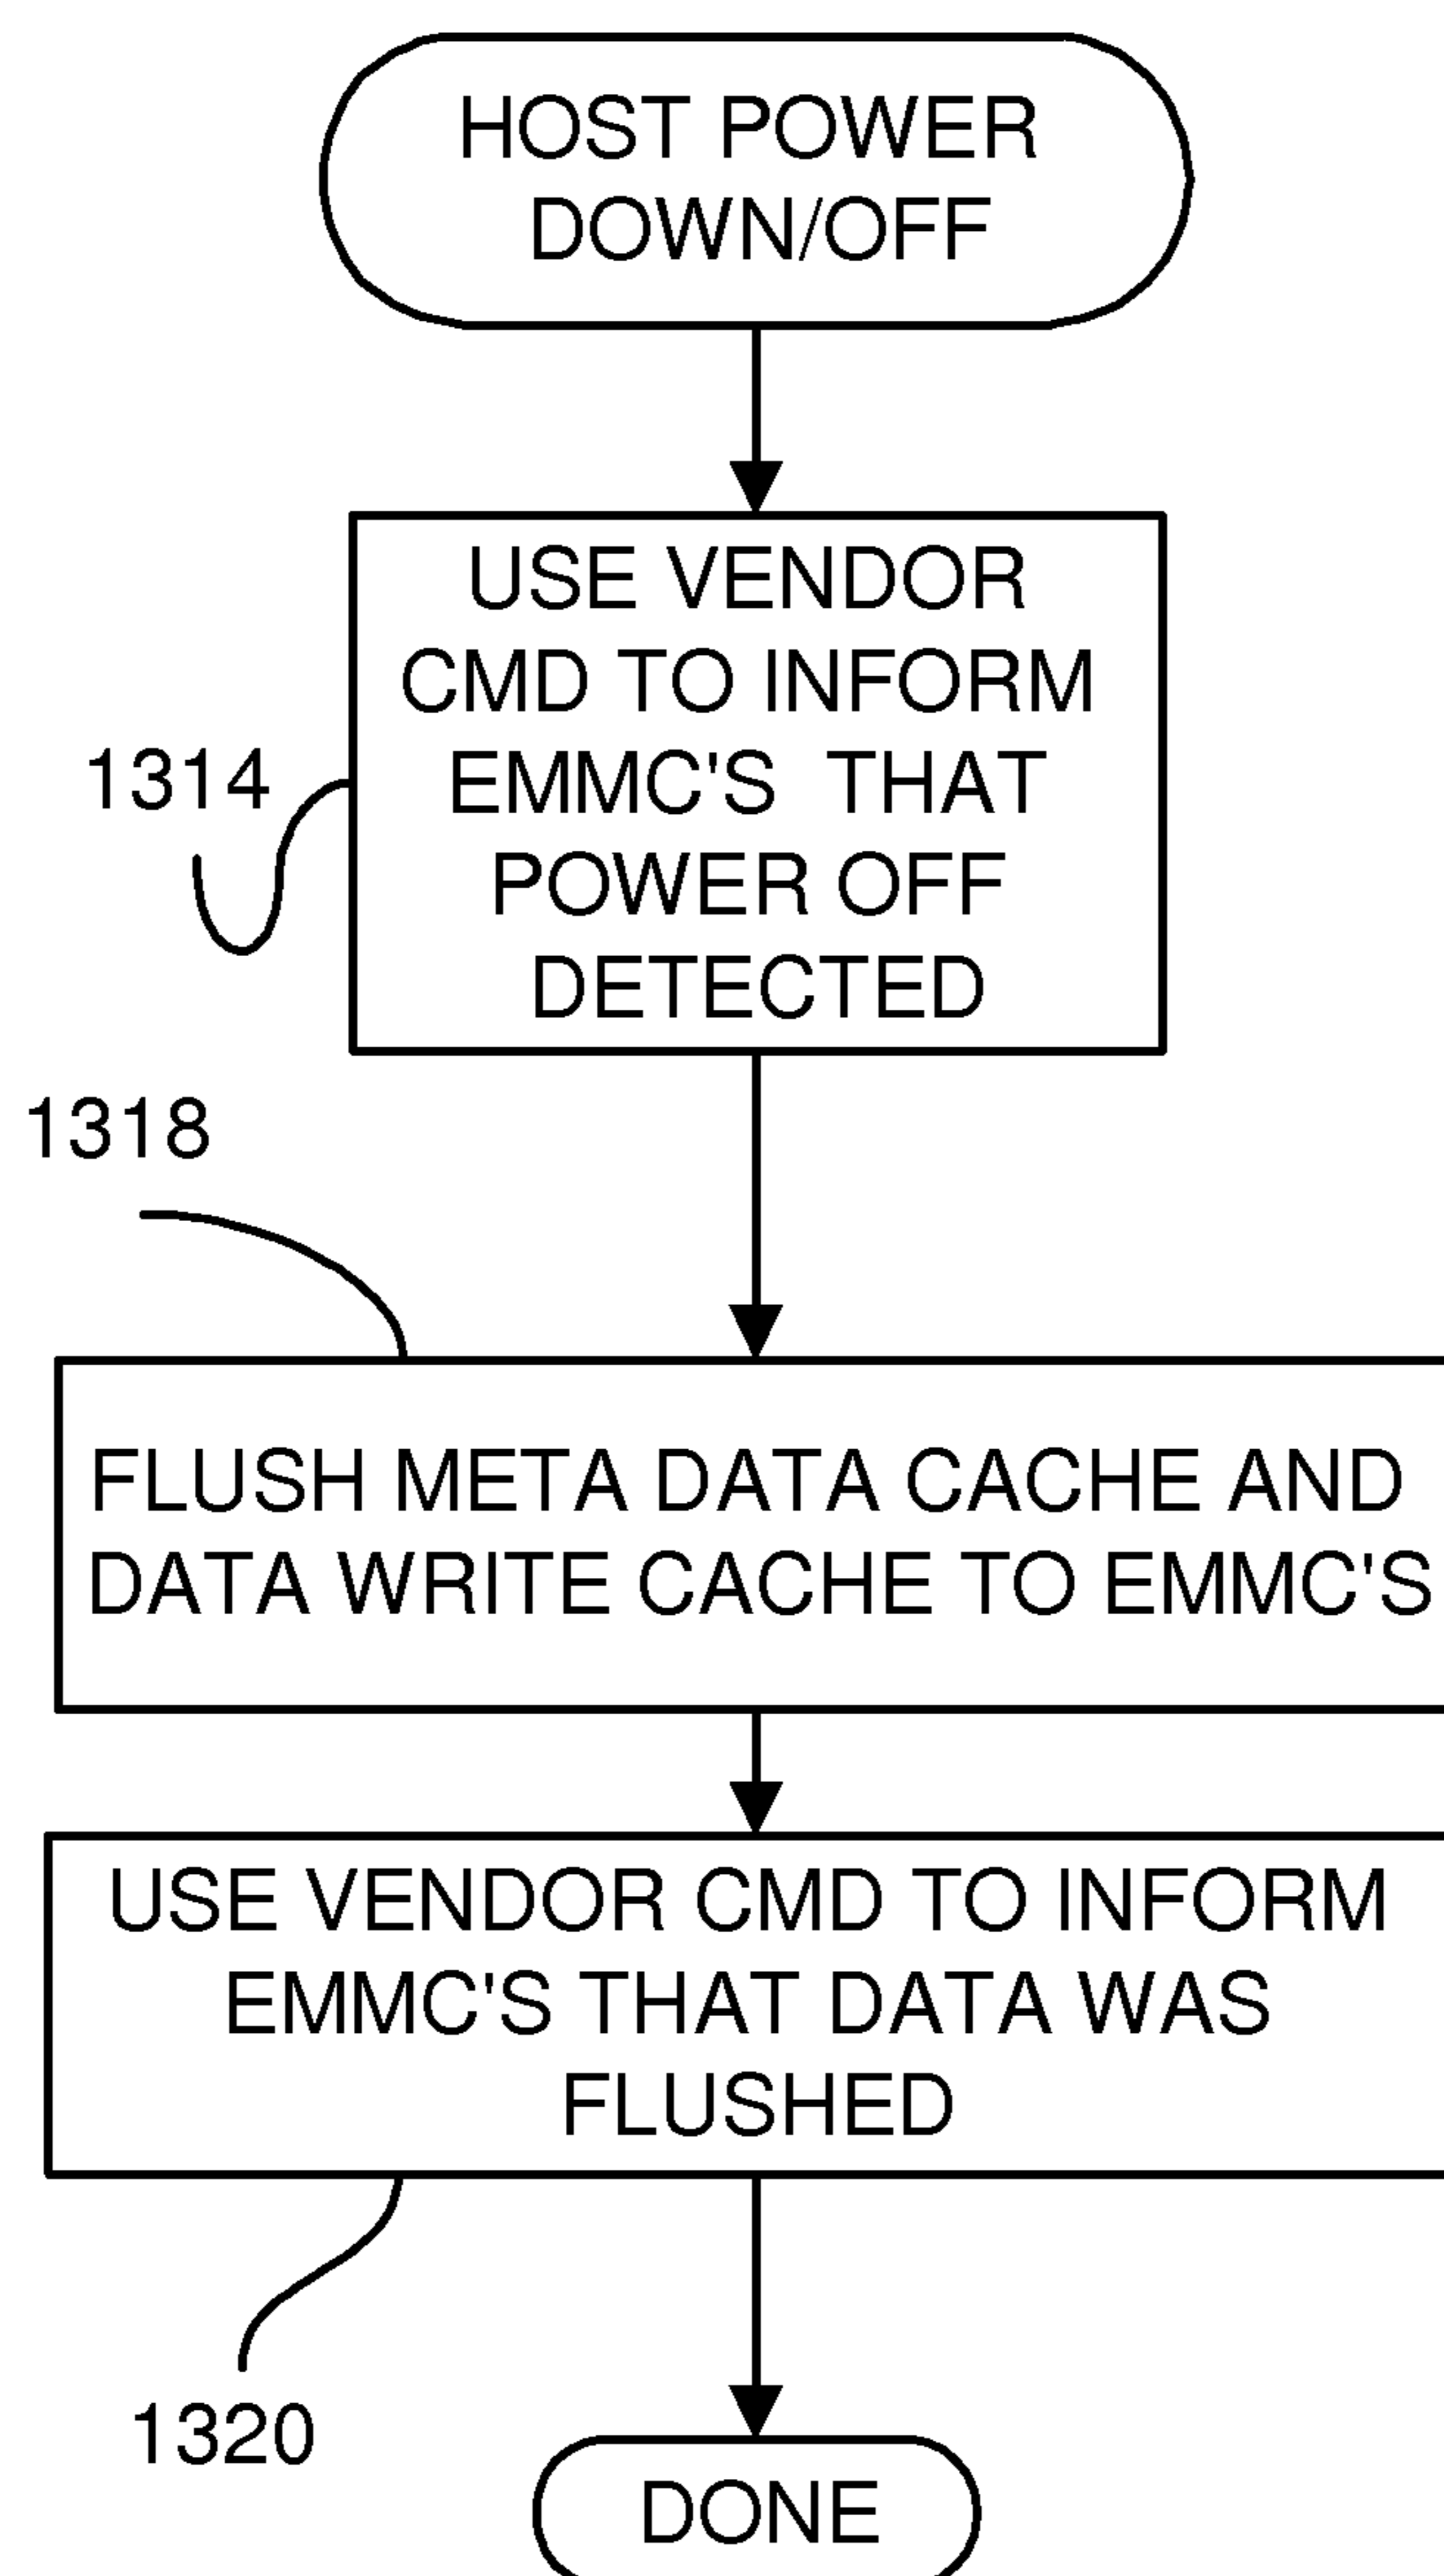 HOST POWER
DOWN/OFF
USE VENDOR
CMD TO INFORM
EMMC'S THAT
POWER OFF
DETECTED
1314
1318
FLUSH META DATA CACHE AND
DATA WRITE CACHE TO EMMC'S
USE VENDOR CMD TO INFORM
EMMC'S THAT DATA WAS
FLUSHED
1320
DONE